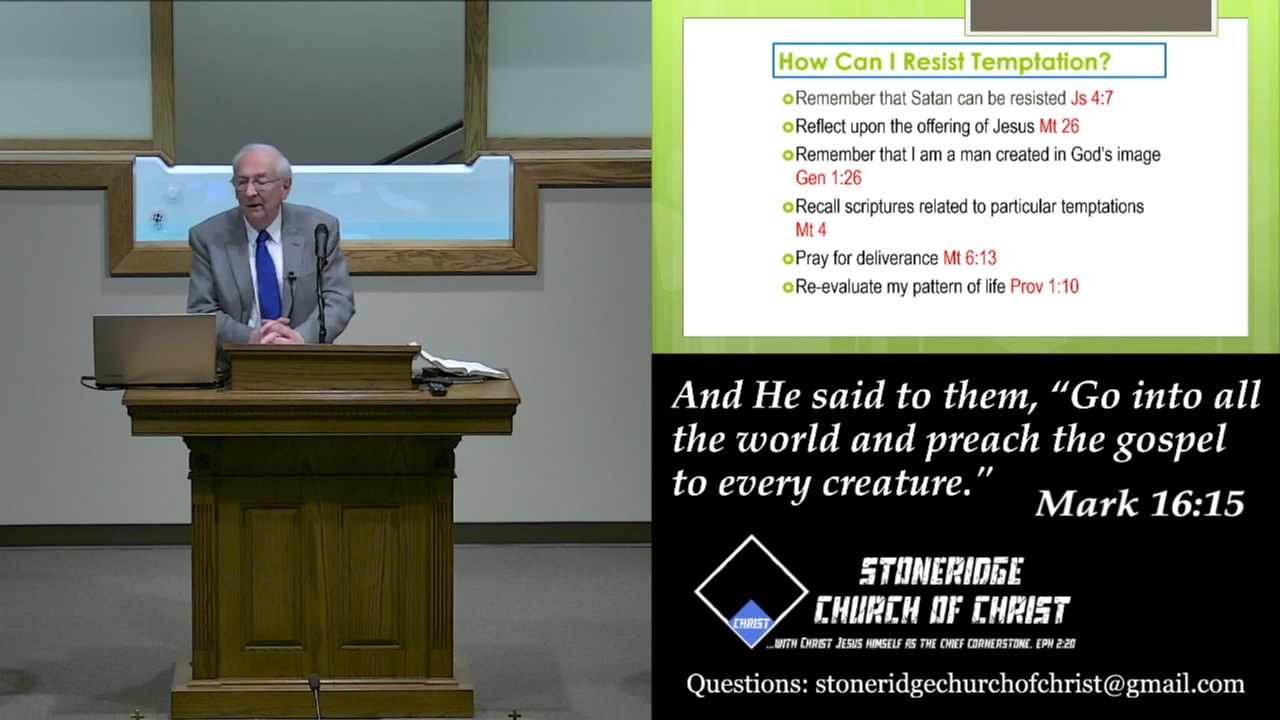 How Can I Resist Temptation?
Remember that Satan can be resisted Js 4:7
Reflect upon the offering of Jesus Mt 26
Remember that I am a man created in God's image
Gen 1:26
Recall scriptures related to particular temptations
Mt 4
Pray for deliverance Mt 6:13
Re-evaluate my pattern of life Prov 1:10
And He said to them, “Go into all
the world and preach the gospel
to every creature."
Mark 16:15
STONERIDGE
CHURCH OF CHRIST
CHRIST
...WITH CHRIST JESUS HIMSELF AS THE CHIEF CORNERSTONE. EPH 2:20
Questions: stoneridgechurchofchrist@gmail.com